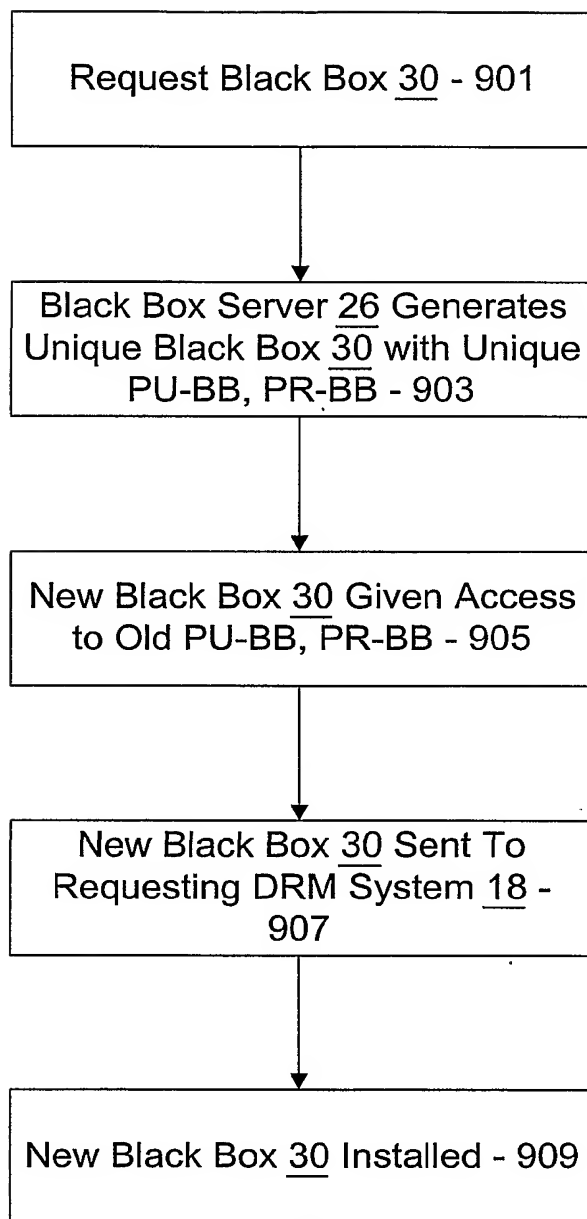 Request Black Box 30 - 901
Black Box Server 26 Generates
Unique Black Box 30 with Unique
PU-BB, PR-BB - 903
New Black Box 30 Given Access
to Old PU-BB, PR-BB - 905
New Black Box 30 Sent To
Requesting DRM System 18 -
907
New Black Box 30 Installed - 909